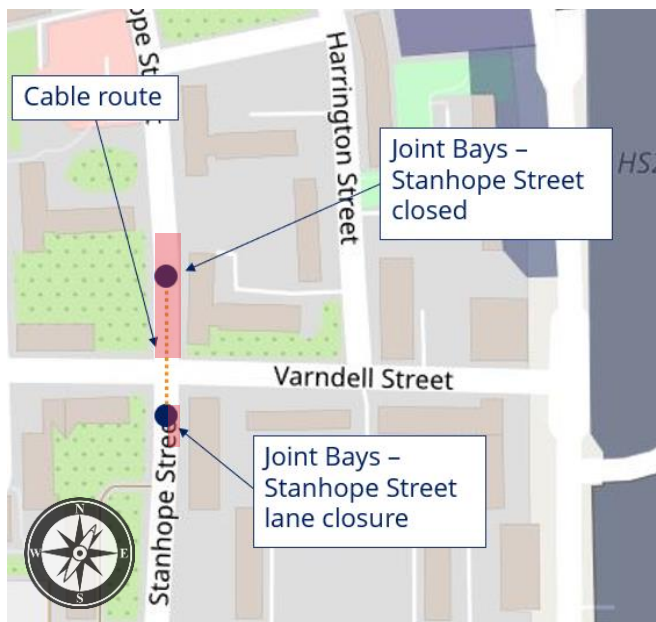 ope St
Harrington Street
Cable route
Joint Bays –
Stanhope Street
closed
HS2
Varndell Street
Joint Bays –
Stanhope Street
lane closure
Stanhope Stree
N
W
E
S